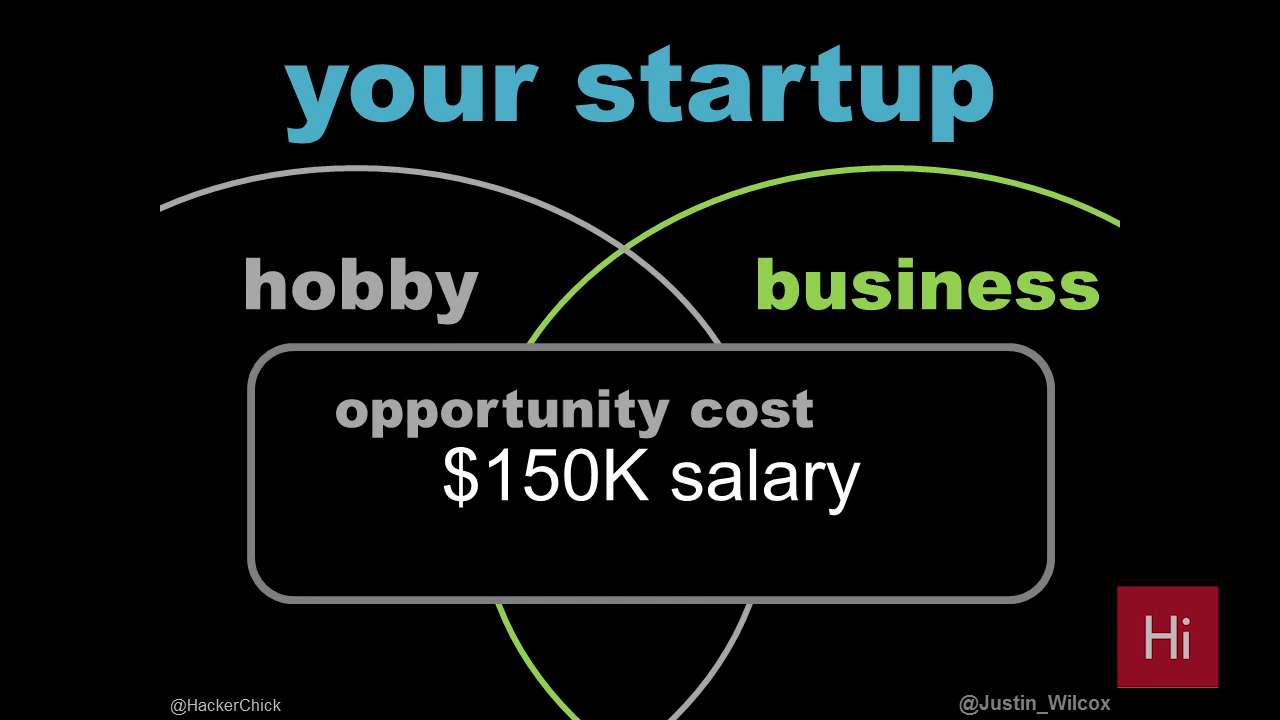 your startup
hobby
business
opportunity cost
$150K salary
Hi
@HackerChick
@Justin_Wilcox